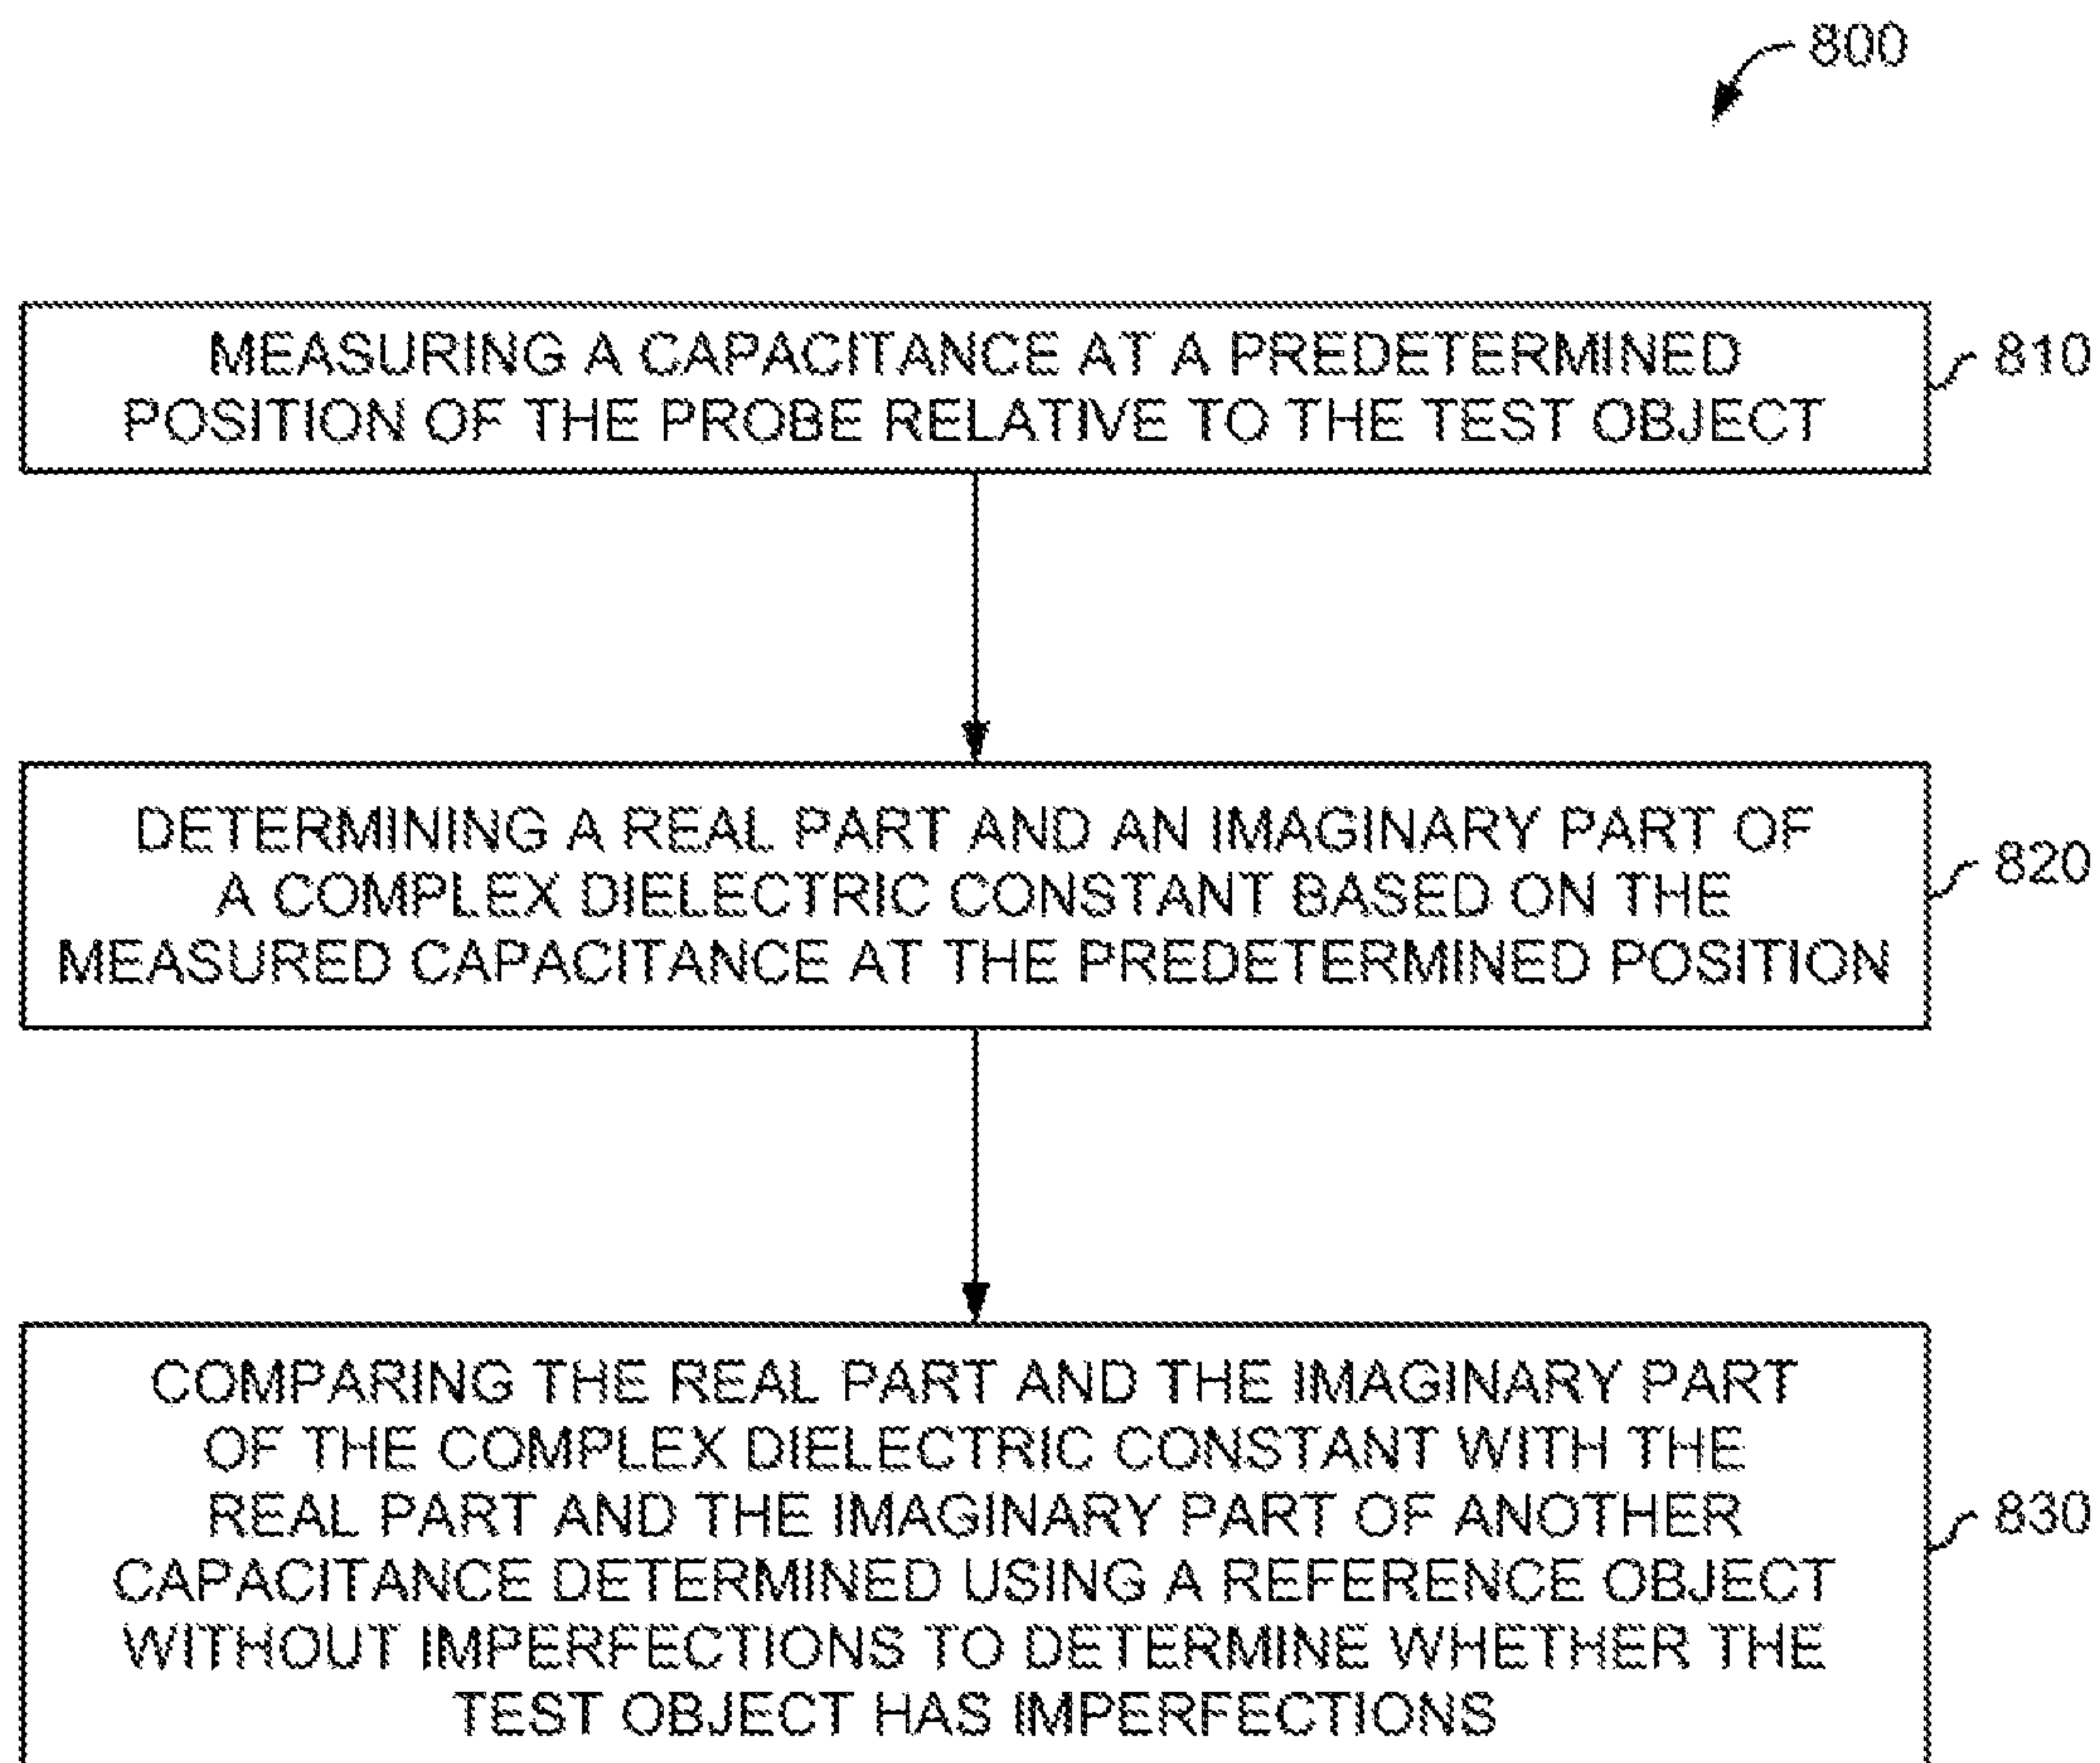 800
MEASURING A CAPACITANCE AT A PREDETERMINED
POSITION OF THE PROBE RELATIVE TO THE TEST OBJECT
810
DETERMINING A REAL PART AND AN IMAGINARY PART OF
A COMPLEX DIELECTRIC CONSTANT BASED ON THE
MEASURED CAPACITANCE AT THE PREDETERMINED POSITION
820
COMPARING THE REAL PART AND THE IMAGINARY PART
OF THE COMPLEX DIELECTRIC CONSTANT WITH THE
REAL PART AND THE IMAGINARY PART OF ANOTHER
CAPACITANCE DETERMINED USING A REFERENCE OBJECT
WITHOUT IMPERFECTIONS TO DETERMINE WHETHER THE
TEST OBJECT HAS IMPERFECTIONS
830